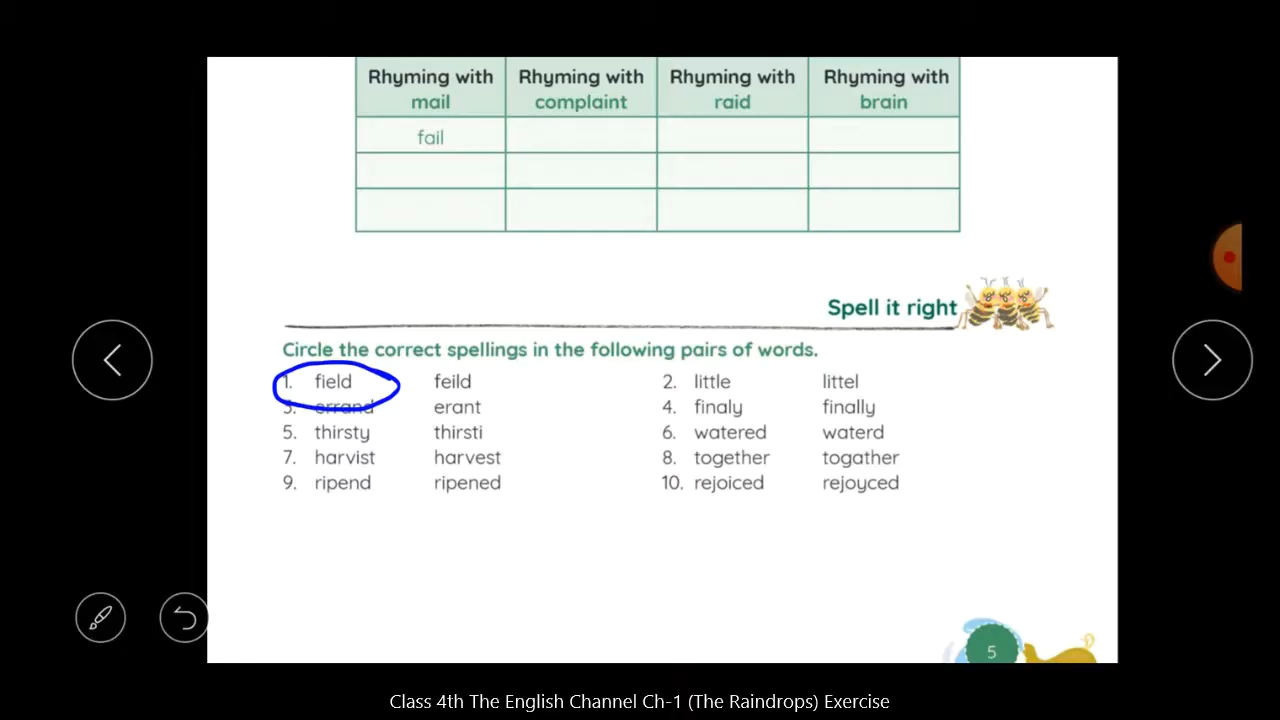 Rhyming with Rhyming with Rhyming with Rhyming with
mail complaint raid brain
fail
Spell it right
Circle the correct spellings in the following pairs of words.
1. field feild 2. little littel
3. errand erant 4. finaly finally
5. thirsty thirsti 6. watered waterd
7. harvist harvest 8. together togather
9. ripend ripened 10. rejoiced rejoyced
5
Class 4th The English Channel Ch-1 (The Raindrops) Exercise